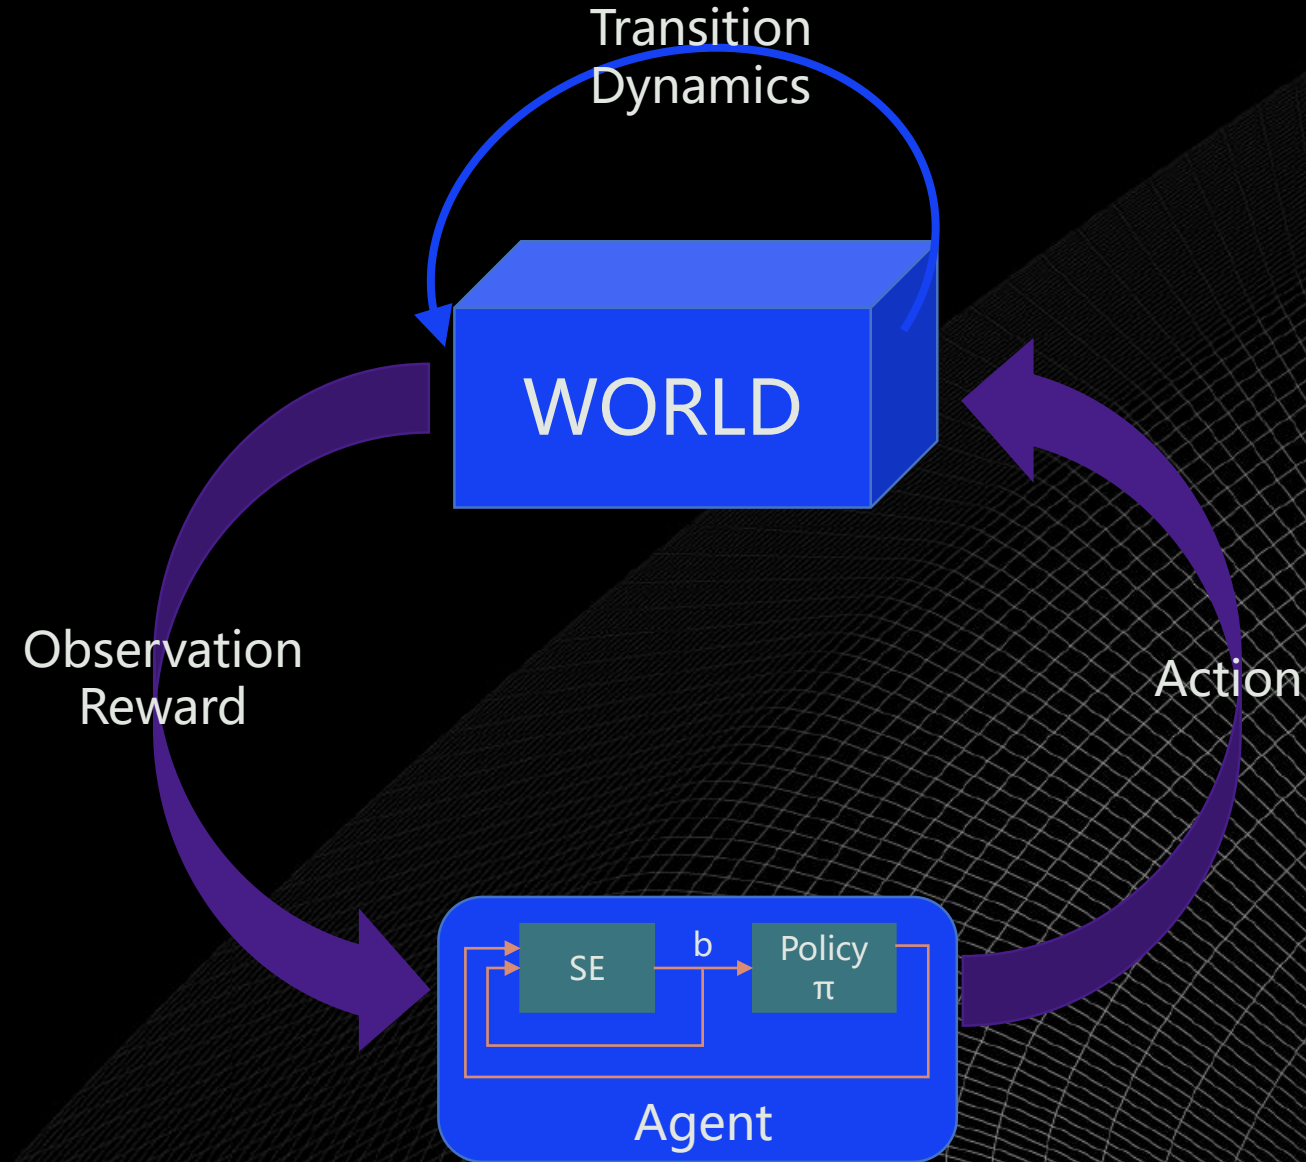 Transition
Dynamics
WORLD
Observation
Reward
Action
SE
b
Policy
π
Agent